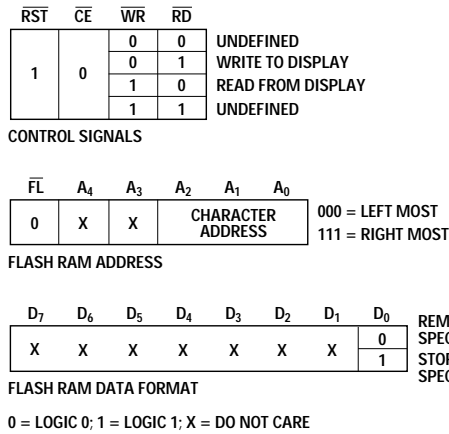 RST CE WR RD
1 0 0 0 UNDEFINED
0 1 WRITE TO DISPLAY
1 0 READ FROM DISPLAY
1 1 UNDEFINED
CONTROL SIGNALS
FL A4 A3 A2 A1 A0
0 X X CHARACTER ADDRESS 000 = LEFT MOST
111 = RIGHT MOST
FLASH RAM ADDRESS
D7 D6 D5 D4 D3 D2 D1 D0
X X X X X X X 0
1
FLASH RAM DATA FORMAT
0 = LOGIC 0; 1 = LOGIC 1; X = DO NOT CARE